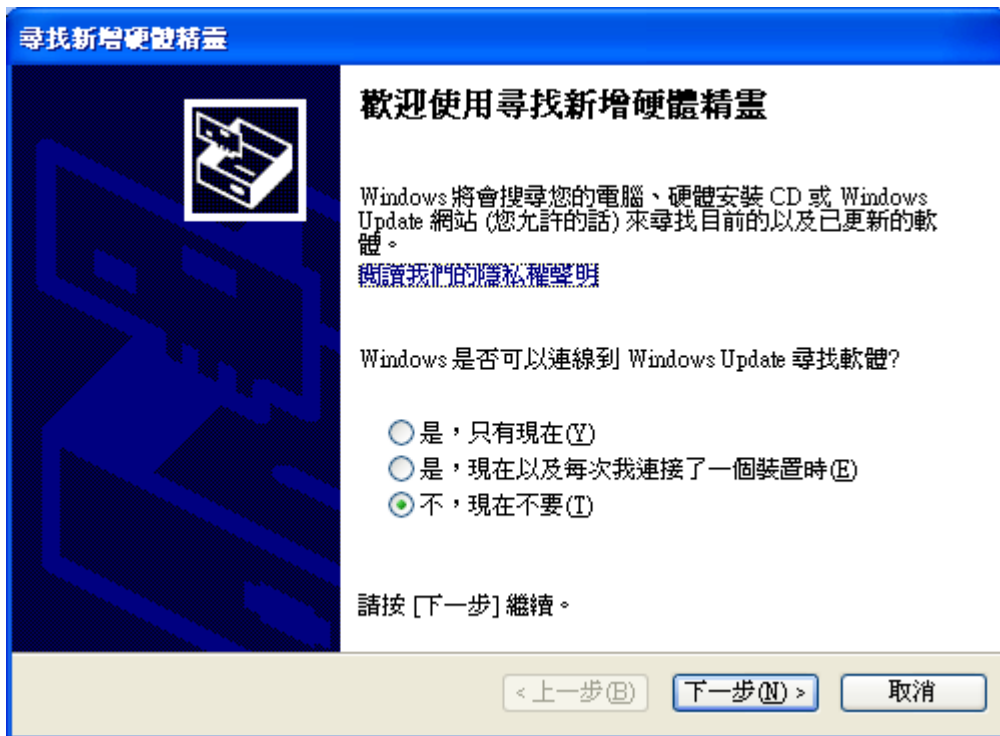 尋找新增硬體精靈
歡迎使用尋找新增硬體精靈
Windows 將會搜尋您的電腦、硬體安裝 CD 或 Windows
Update 網站 (您允許的話) 來尋找目前的以及已更新的軟
體。
閱讀我們的隱私權聲明
Windows 是否可以連線到 Windows Update 尋找軟體?
是，只有現在(Y)
是，現在以及每次我連接了一個裝置時(E)
不，現在不要(T)
請按 [下一步] 繼續。
< 上一步(B)
下一步(N) >
取消